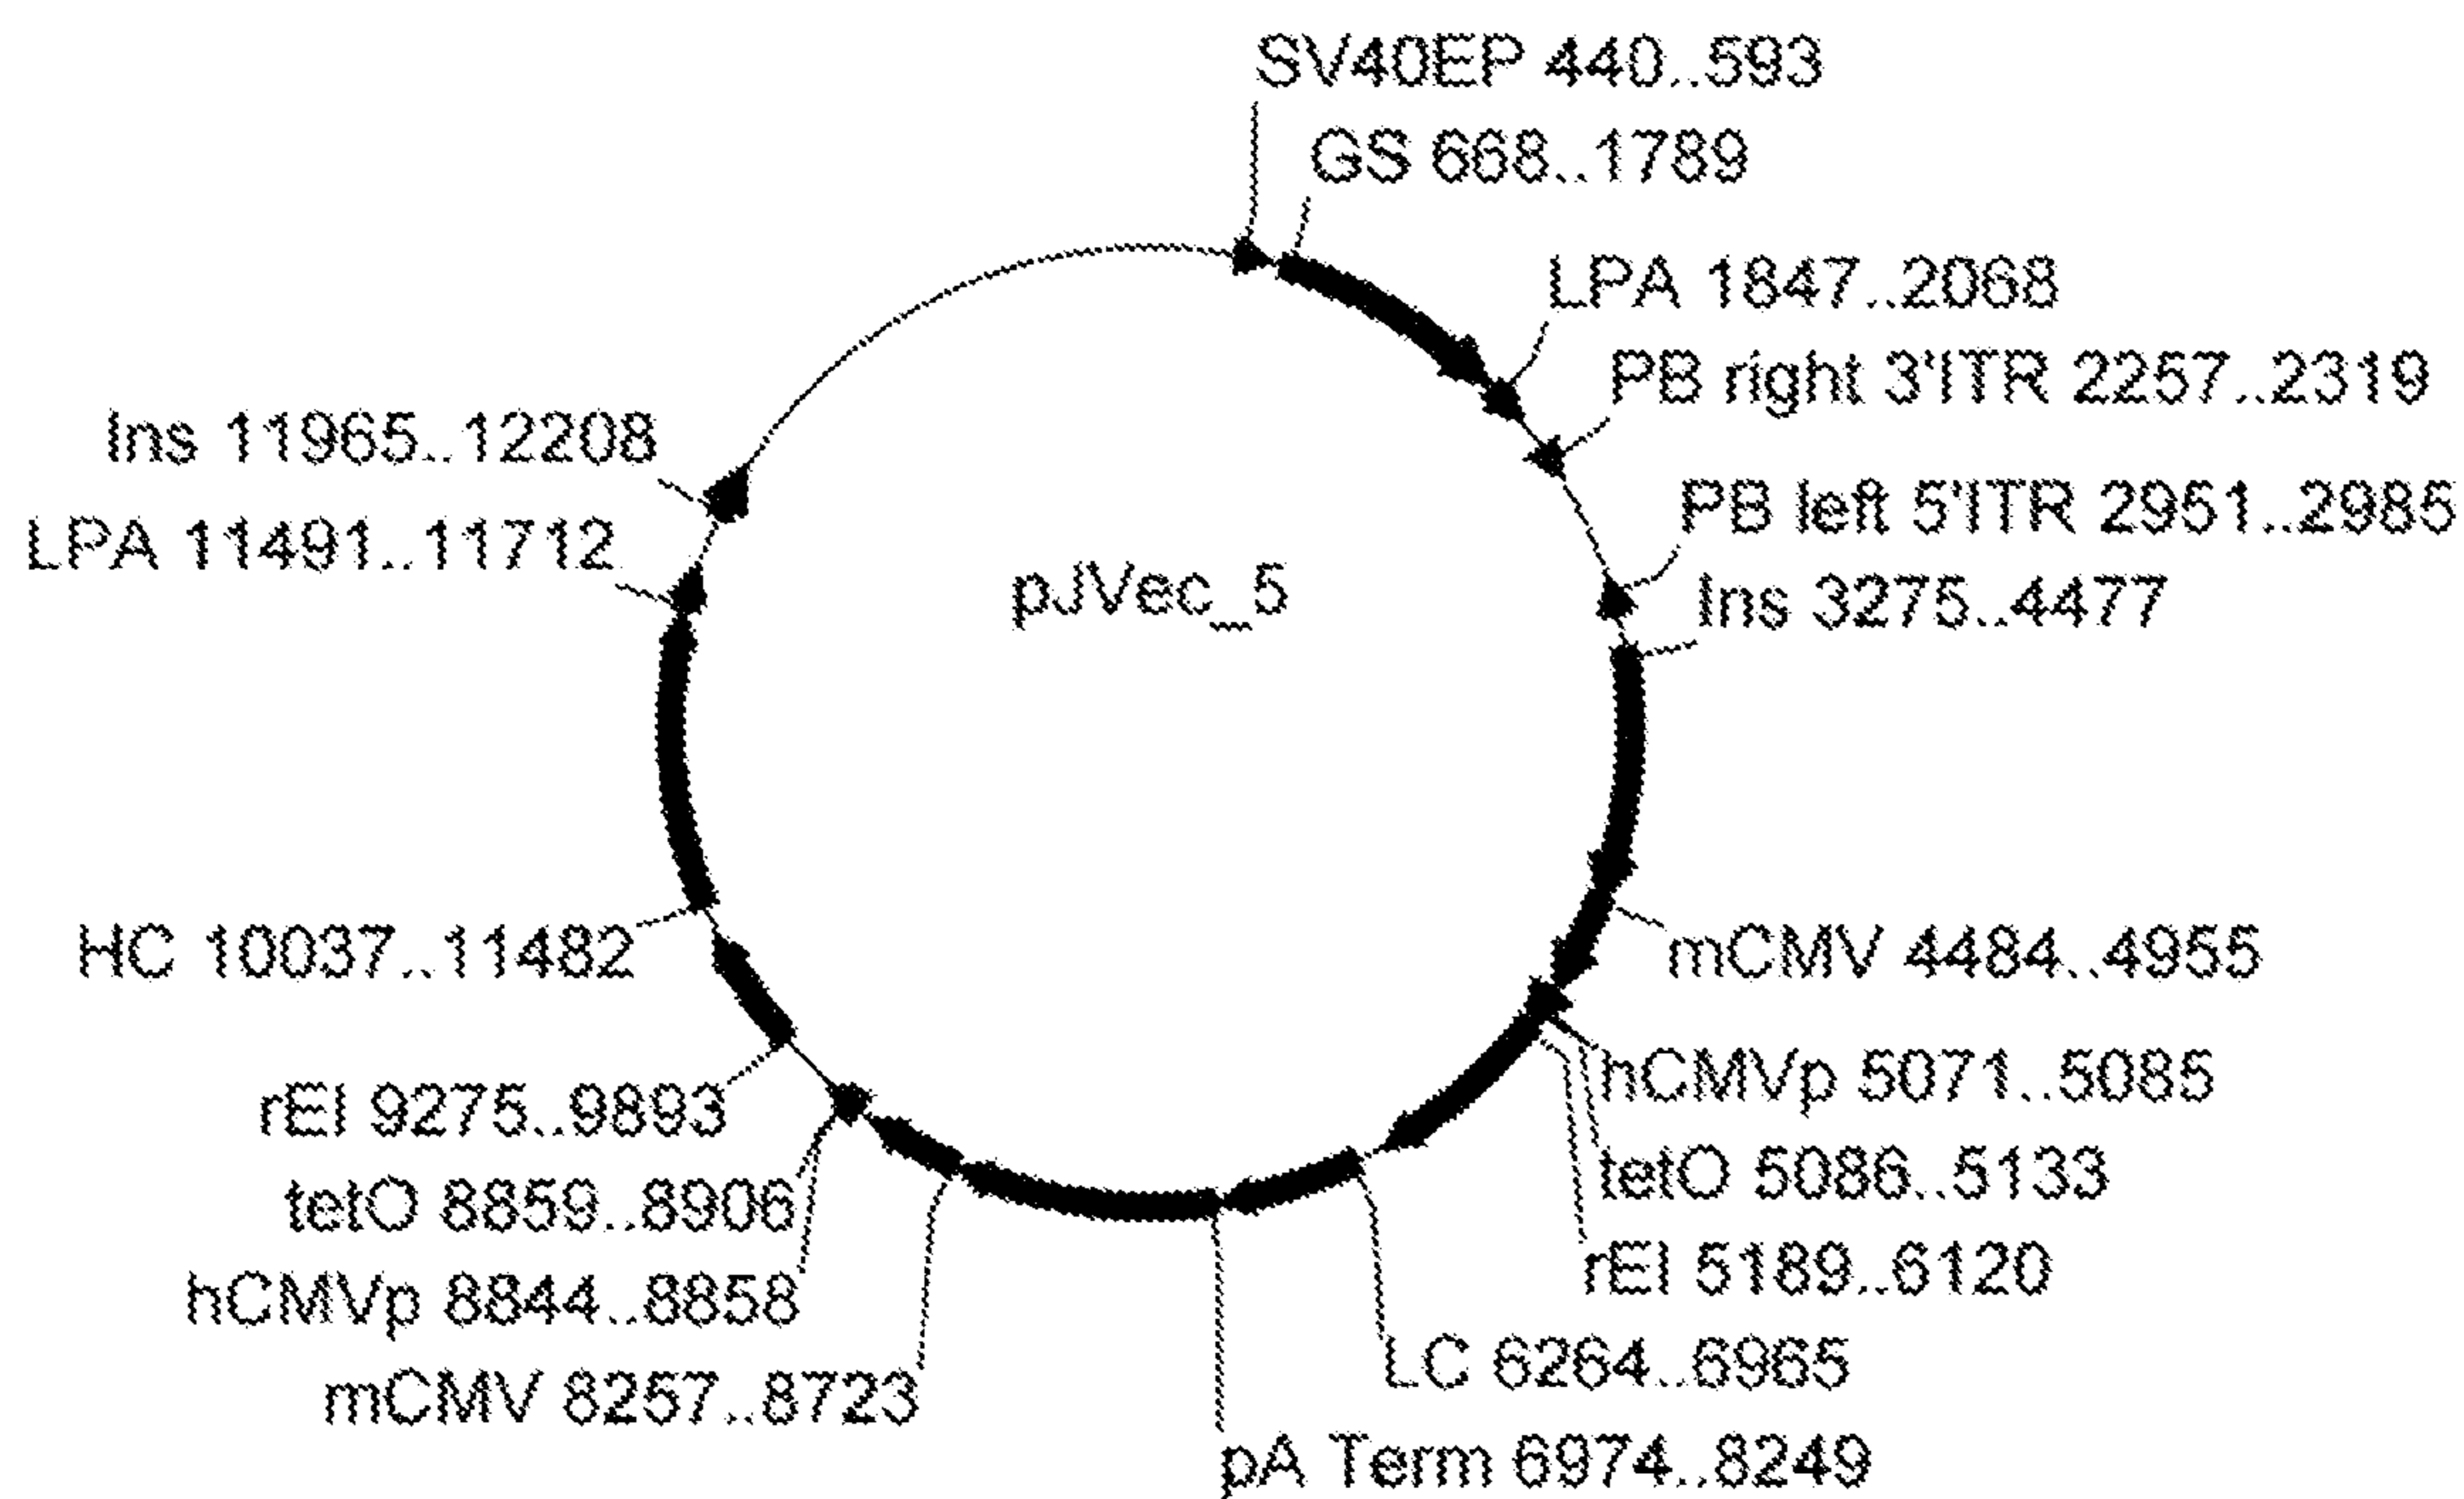 SV40EP 440..593
GS 668..1789
LPA 1847..2068
PB right 3'ITR 2257..2319
PB left 5'ITR 2951..2985
Ins 3275..4477
mCMV 4484..4955
hCMVp 5071..5085
tetO 5086..5133
rEI 5189..6120
LC 6264..6965
pA Term 6974..8249
mCMV 8257..8723
hCMVp 8844..8858
tetO 8859..8906
rEI 9275..9893
HC 10037..11482
LPA 11491..11712
Ins 11965..12208
pJVec_5